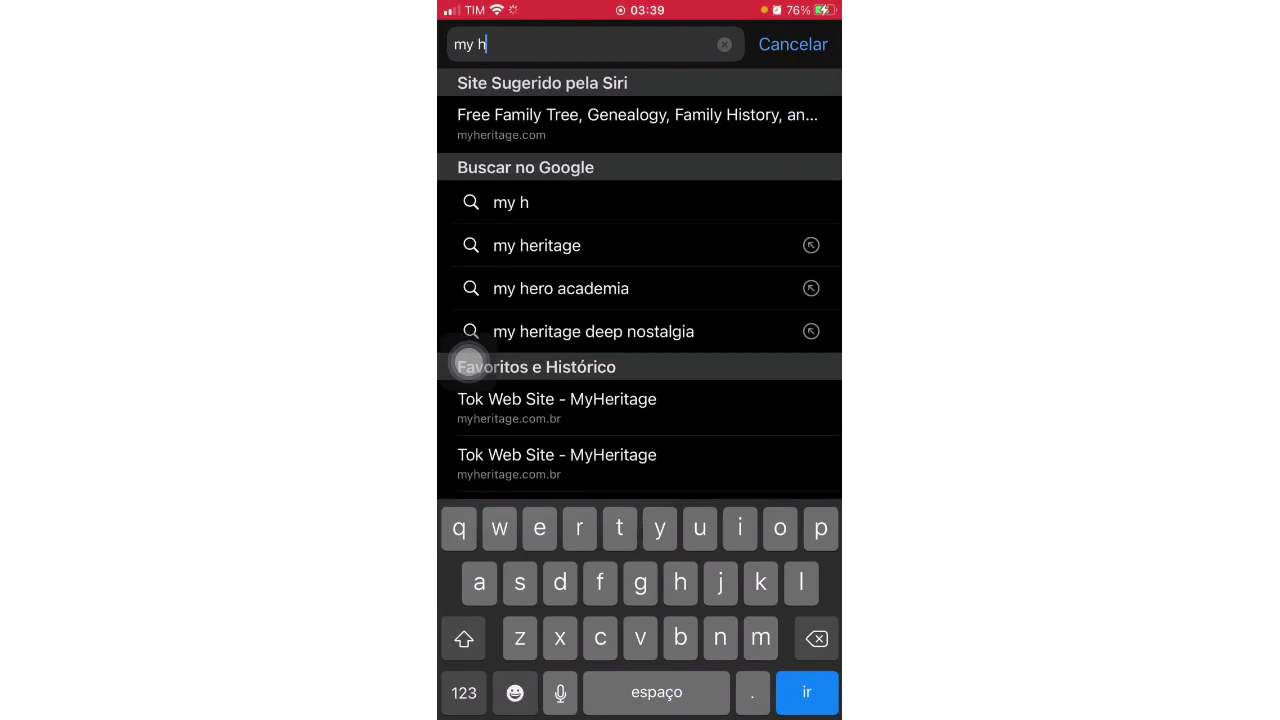 TIM 03:39 76%
my h Cancelar
Site Sugerido pela Siri
Free Family Tree, Genealogy, Family History, an...
myheritage.com
Buscar no Google
my h
my heritage
my hero academia
my heritage deep nostalgia
Favoritos e Histórico
Tok Web Site - MyHeritage
myheritage.com.br
Tok Web Site - MyHeritage
myheritage.com.br
q w e r t y u i o p
a s d f g h j k l
z x c v b n m
123 espaço . ir